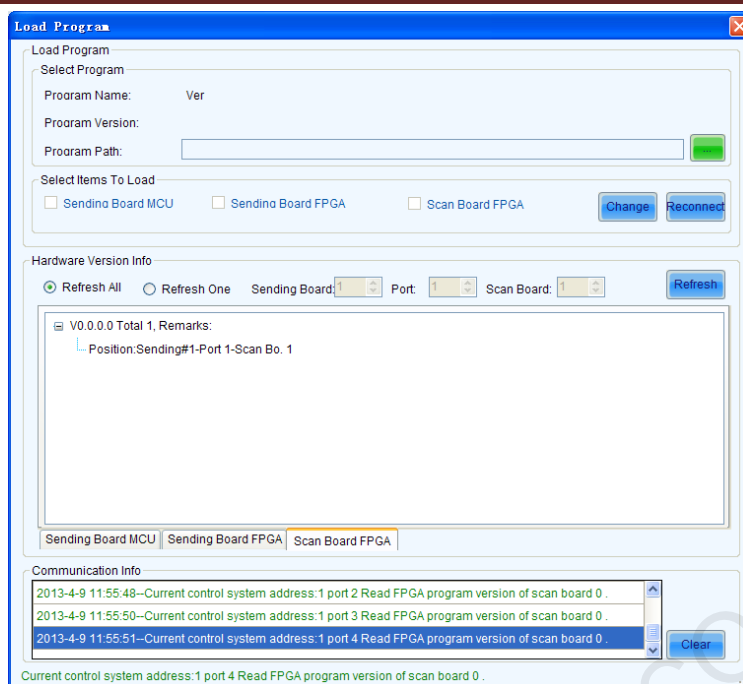 Load Program
Load Program
Select Program
Program Name: Ver
Program Version:
Program Path:
...
Select Items To Load
Sending Board MCU Sending Board FPGA Scan Board FPGA Change Reconnect
Hardware Version Info
Refresh All Refresh One Sending Board: 1 Port: 1 Scan Board: 1 Refresh
V0.0.0.0 Total 1, Remarks:
Position:Sending#1-Port 1-Scan Bo. 1
Sending Board MCU Sending Board FPGA Scan Board FPGA
Communication Info
2013-4-9 11:55:48--Current control system address:1 port 2 Read FPGA program version of scan board 0 .
2013-4-9 11:55:50--Current control system address:1 port 3 Read FPGA program version of scan board 0 .
2013-4-9 11:55:51--Current control system address:1 port 4 Read FPGA program version of scan board 0 .
Clear
Current control system address:1 port 4 Read FPGA program version of scan board 0 .